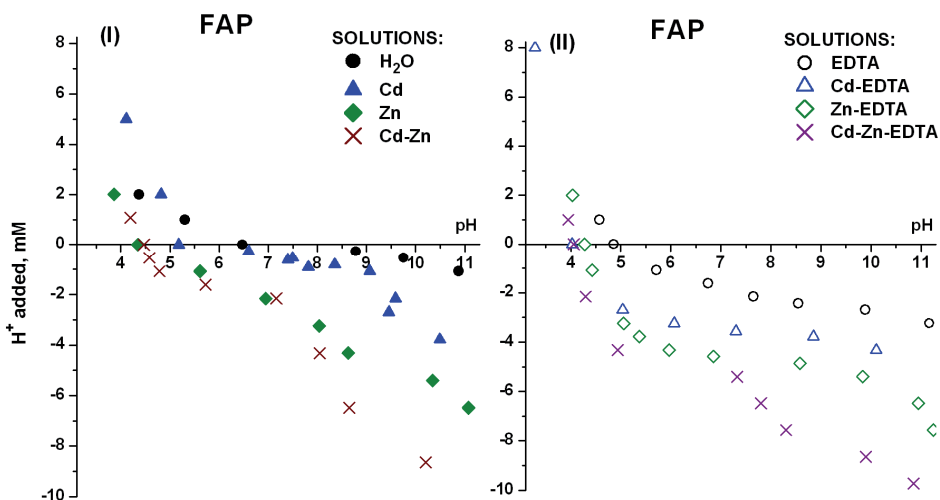 (I)
FAP
SOLUTIONS:
H2O
Cd
Zn
Cd-Zn
8
6
4
2
0
-2
-4
-6
-8
-10
H+ added, mM
pH
4 5 6 7 8 9 10 11
(II)
FAP
SOLUTIONS:
EDTA
Cd-EDTA
Zn-EDTA
Cd-Zn-EDTA
8
6
4
2
0
-2
-4
-6
-8
-10
pH
4 5 6 7 8 9 10 11